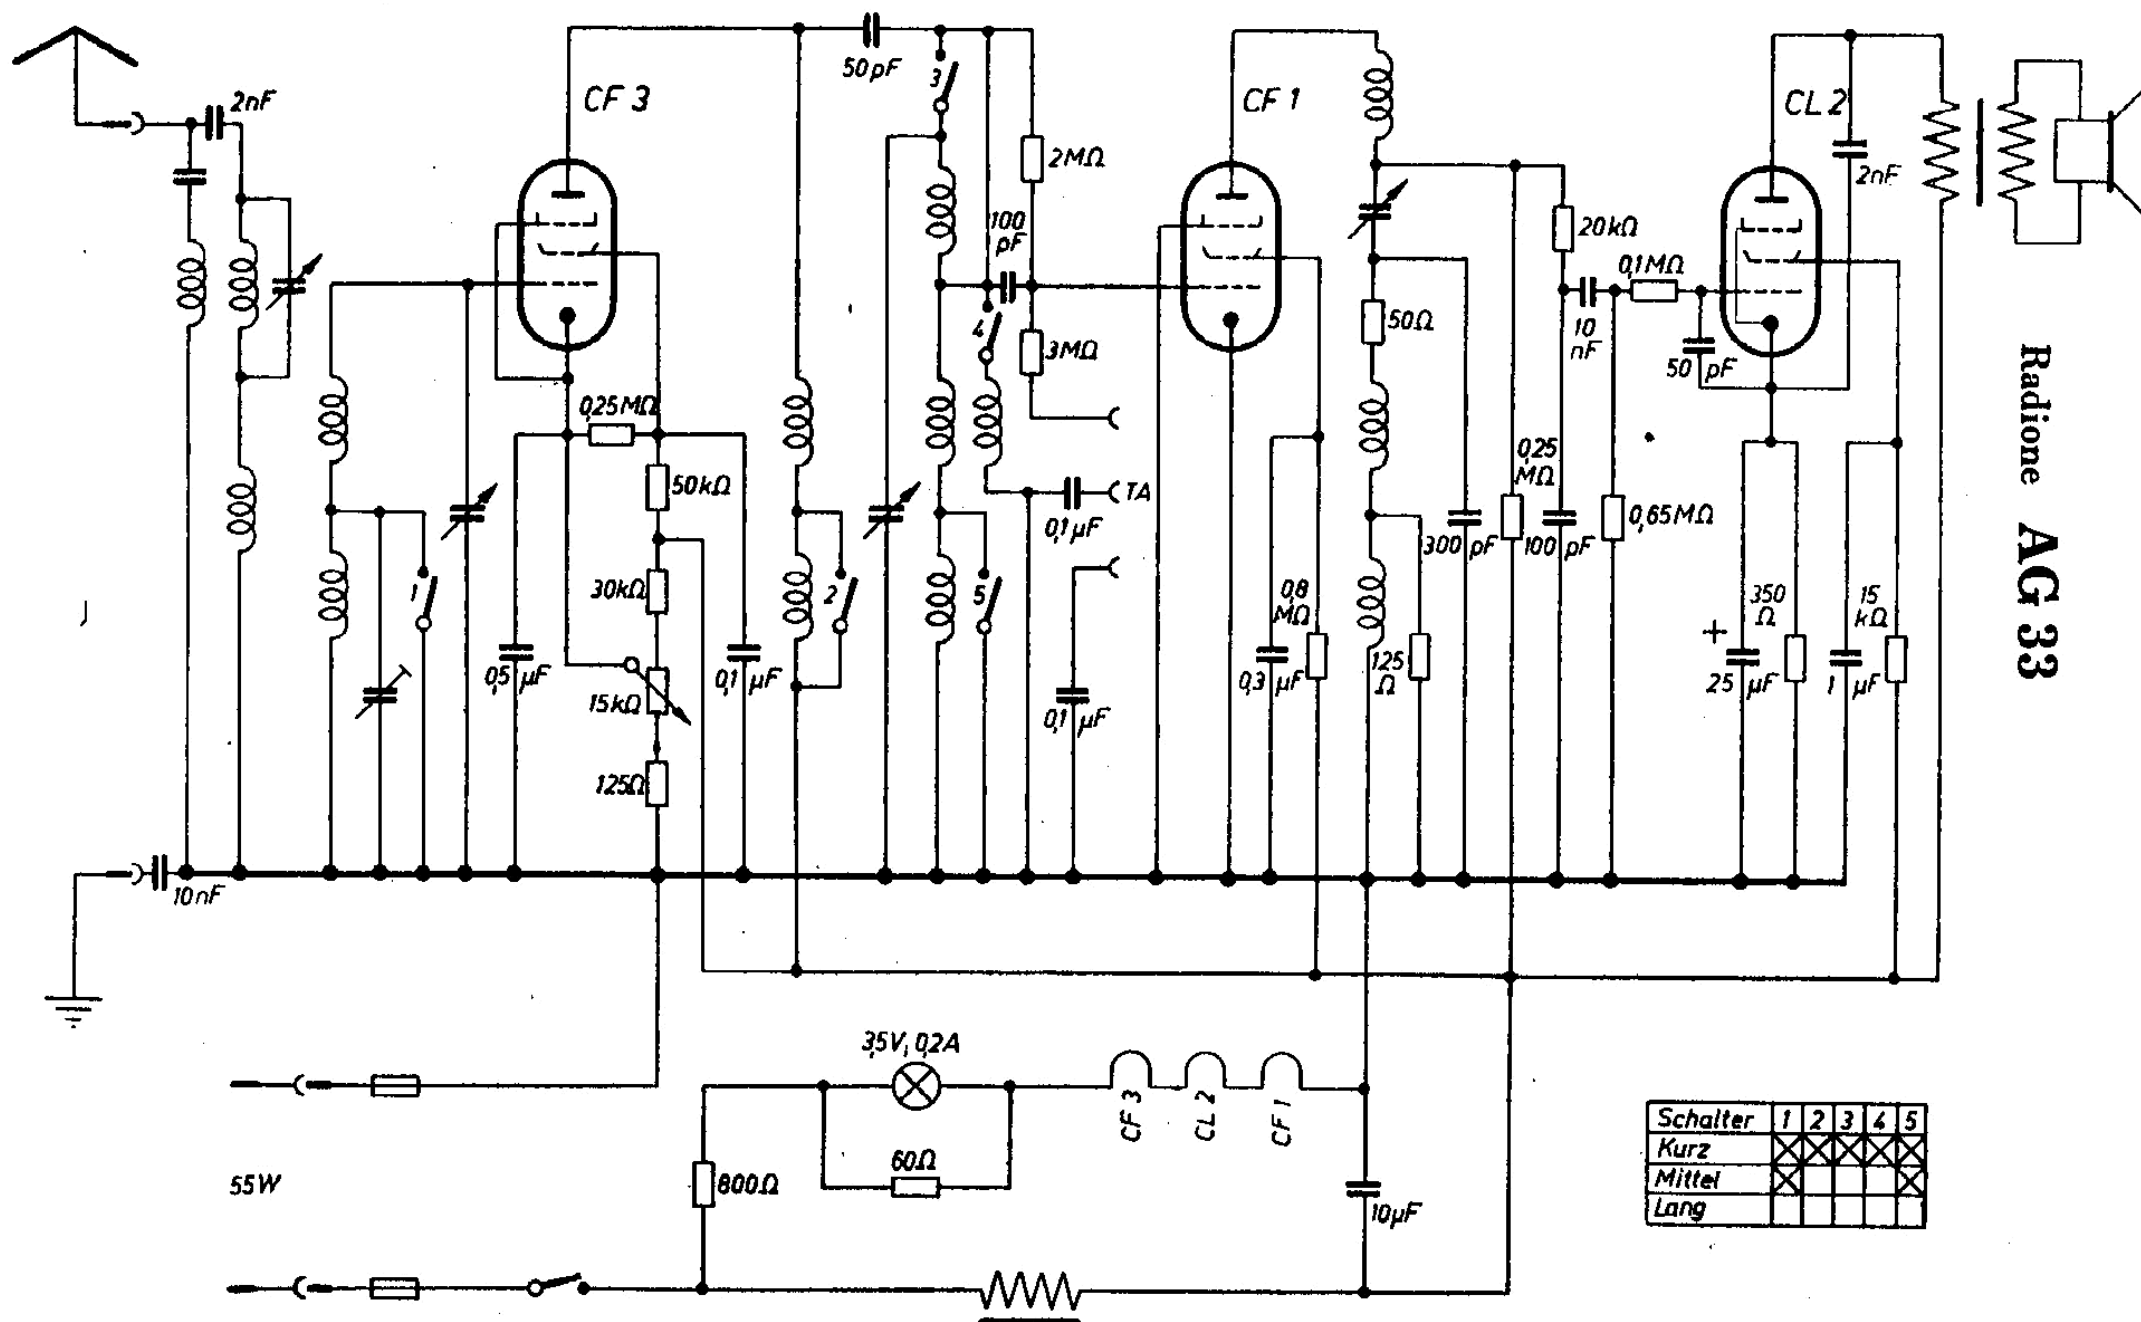 2nF
CF 3
50 pF
3
2MΩ
CF 1
CL 2
2nF
100
pF
20kΩ
0,1MΩ
4
3MΩ
50Ω
10
nF
50 pF
0,25MΩ
50kΩ
TA
0,1 µF
0,25
MΩ
300 pF
100 pF
0,65MΩ
1
30kΩ
2
5
0,8
MΩ
350
Ω
15
kΩ
0,5 µF
15kΩ
0,1 µF
0,1 µF
0,3 µF
125
Ω
+
25 µF
1 µF
125Ω
10nF
Radione AG 33
3,5V, 0,2A
CF 3
CL 2
CF 1
55W
800Ω
60Ω
10µF
Schalter 1 2 3 4 5
Kurz
Mittel
Lang